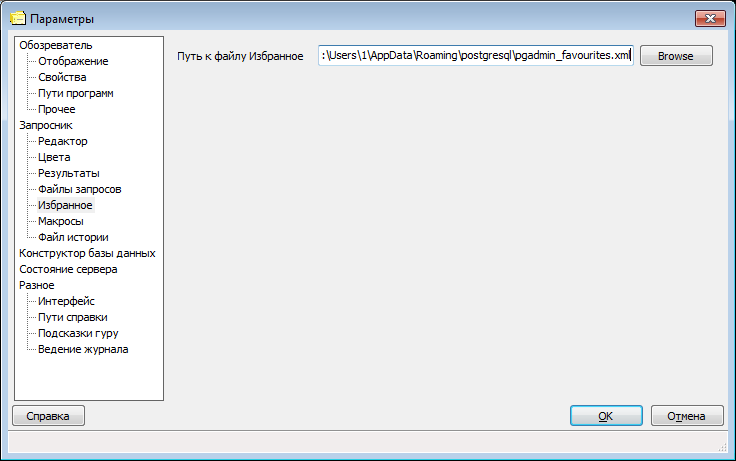 Параметры
Обозреватель
Отображение
Свойства
Пути программ
Прочее
Запросник
Редактор
Цвета
Результаты
Файлы запросов
Избранное
Макросы
Файл истории
Конструктор базы данных
Состояние сервера
Разное
Интерфейс
Пути справки
Подсказки гуру
Ведение журнала
Путь к файлу Избранное :\Users\1\AppData\Roaming\postgresql\pgadmin_favourites.xml Browse
Справка OK Отмена